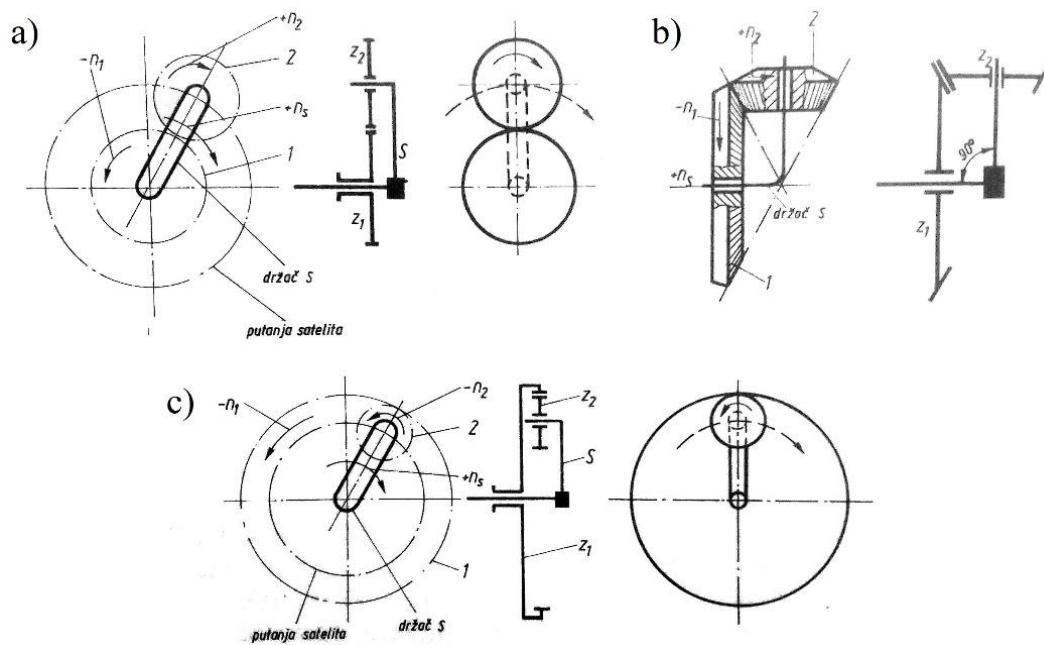 a)
+n₂
2
-n₁
+nₛ
1
držač S
putanja satelita
z₂
S
z₁
b)
+n₂
2
-n₁
+nₛ
držač S
1
z₂
90°
z₁
c)
-n₁
-n₂
2
+nₛ
1
putanja satelita
držač S
z₂
S
z₁